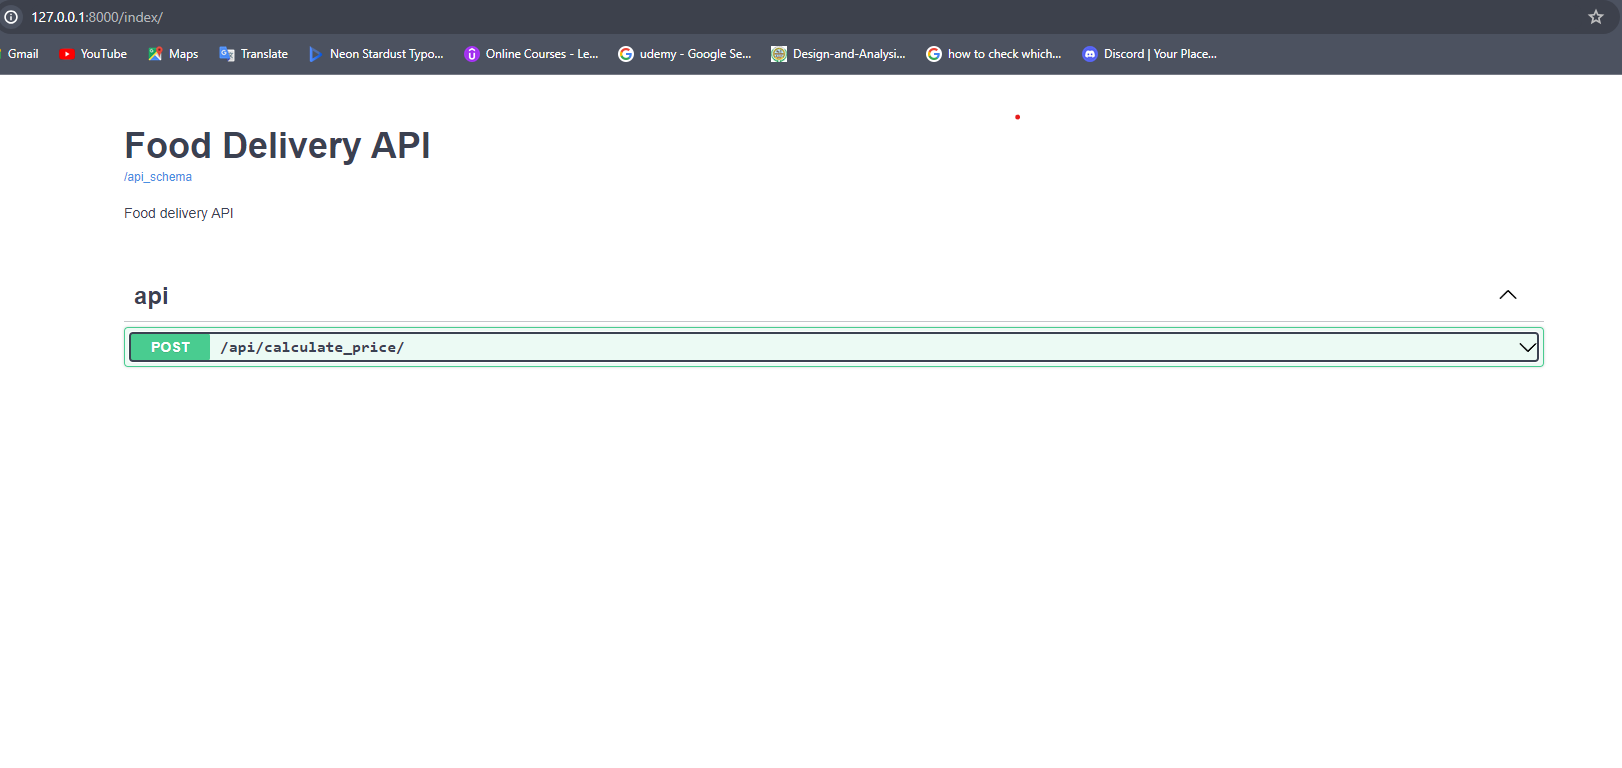 127.0.0.1:8000/index/
Gmail YouTube Maps Translate Neon Stardust Typo... Online Courses - Le... udemy - Google Se... Design-and-Analysi... how to check which... Discord | Your Place...
Food Delivery API
/api_schema
Food delivery API
api
POST /api/calculate_price/